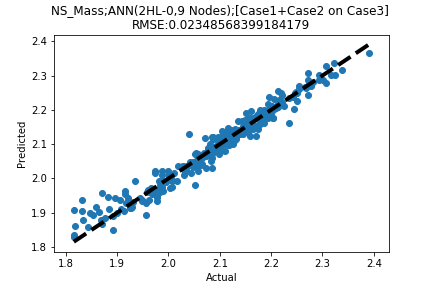 NS_Mass;ANN(2HL-0,9 Nodes);[Case1+Case2 on Case3]
RMSE:0.02348568399184179
2.4
2.3
2.2
2.1
2.0
1.9
1.8
Predicted
1.8 1.9 2.0 2.1 2.2 2.3 2.4
Actual